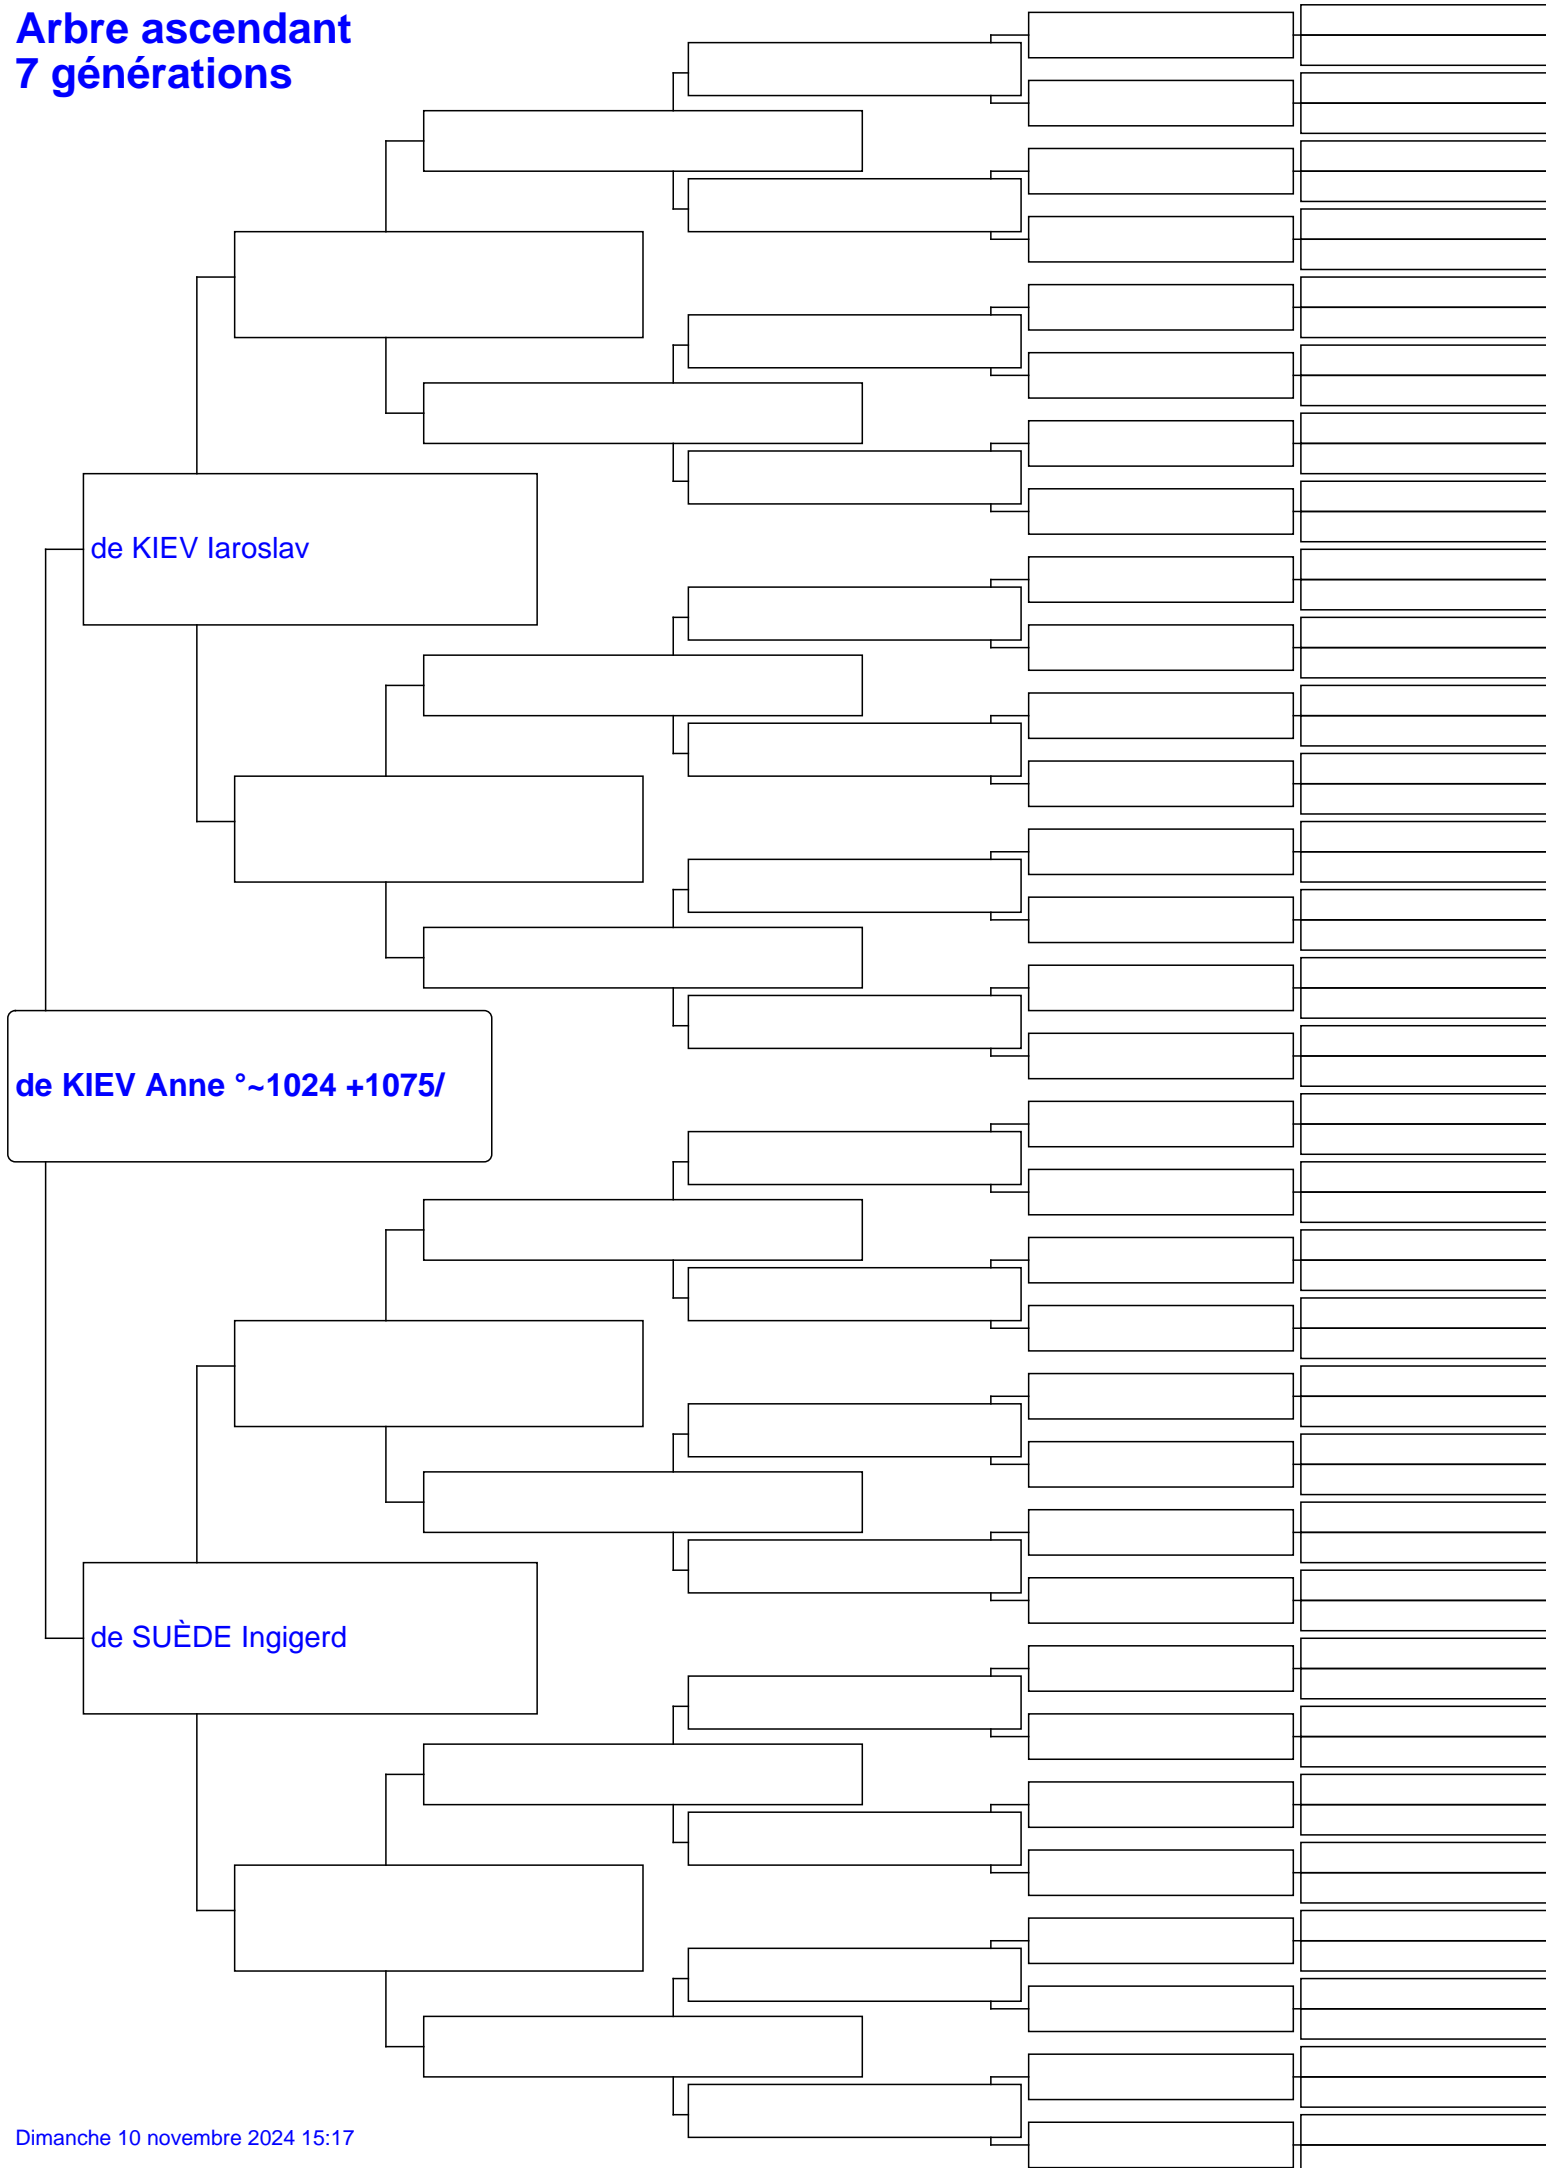 Arbre ascendant
7 générations
de KIEV Iaroslav
de KIEV Anne °~1024 +1075/
de SUÈDE Ingigerd
Dimanche 10 novembre 2024 15:17